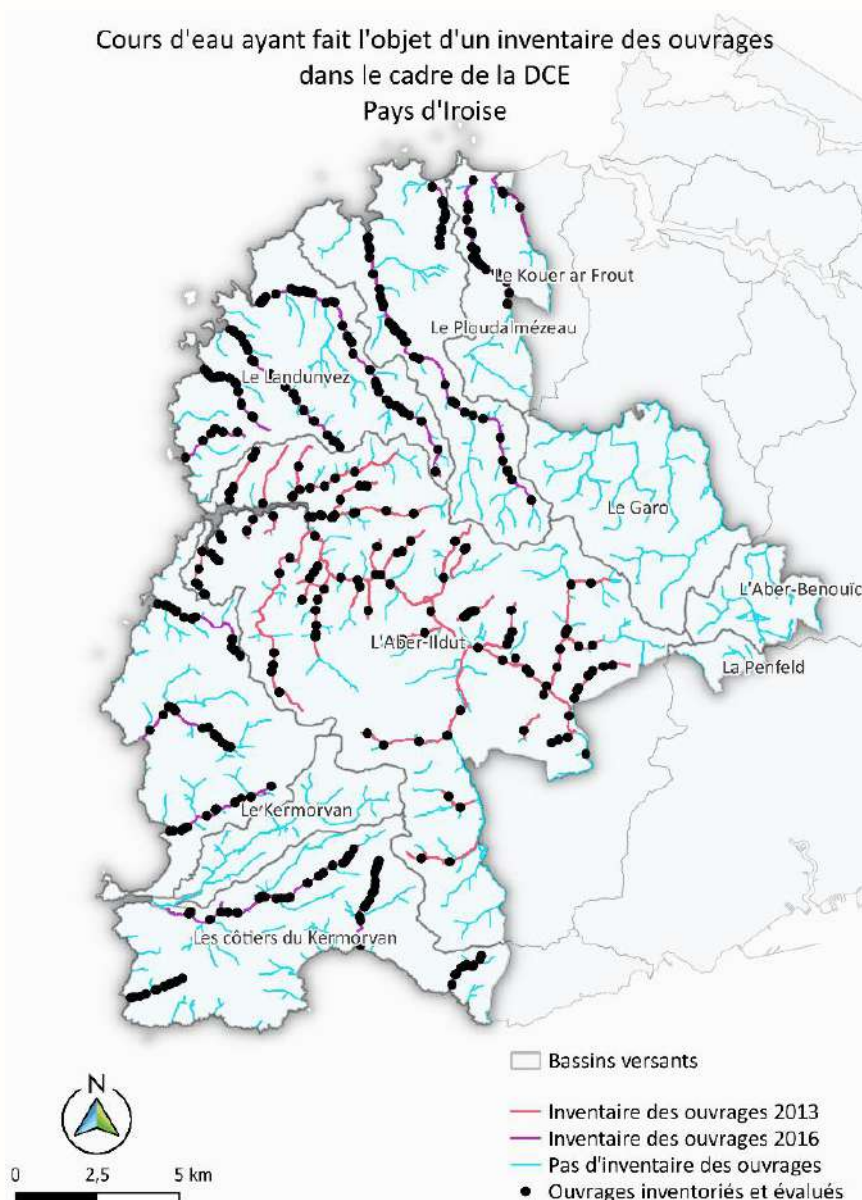 Cours d'eau ayant fait l'objet d'un inventaire des ouvrages
dans le cadre de la DCE
Pays d'Iroise
Le Kouer ar Frout
Le Ploudalmézeau
Le Landunvez
Le Garo
L'Aber-Benouïc
L'Aber-Ildut
La Penfeld
Le Kermorvan
Les côtiers du Kermorvan
Bassins versants
N
Inventaire des ouvrages 2013
Inventaire des ouvrages 2016
Pas d'inventaire des ouvrages
Ouvrages inventoriés et évalués
0 2,5 5 km